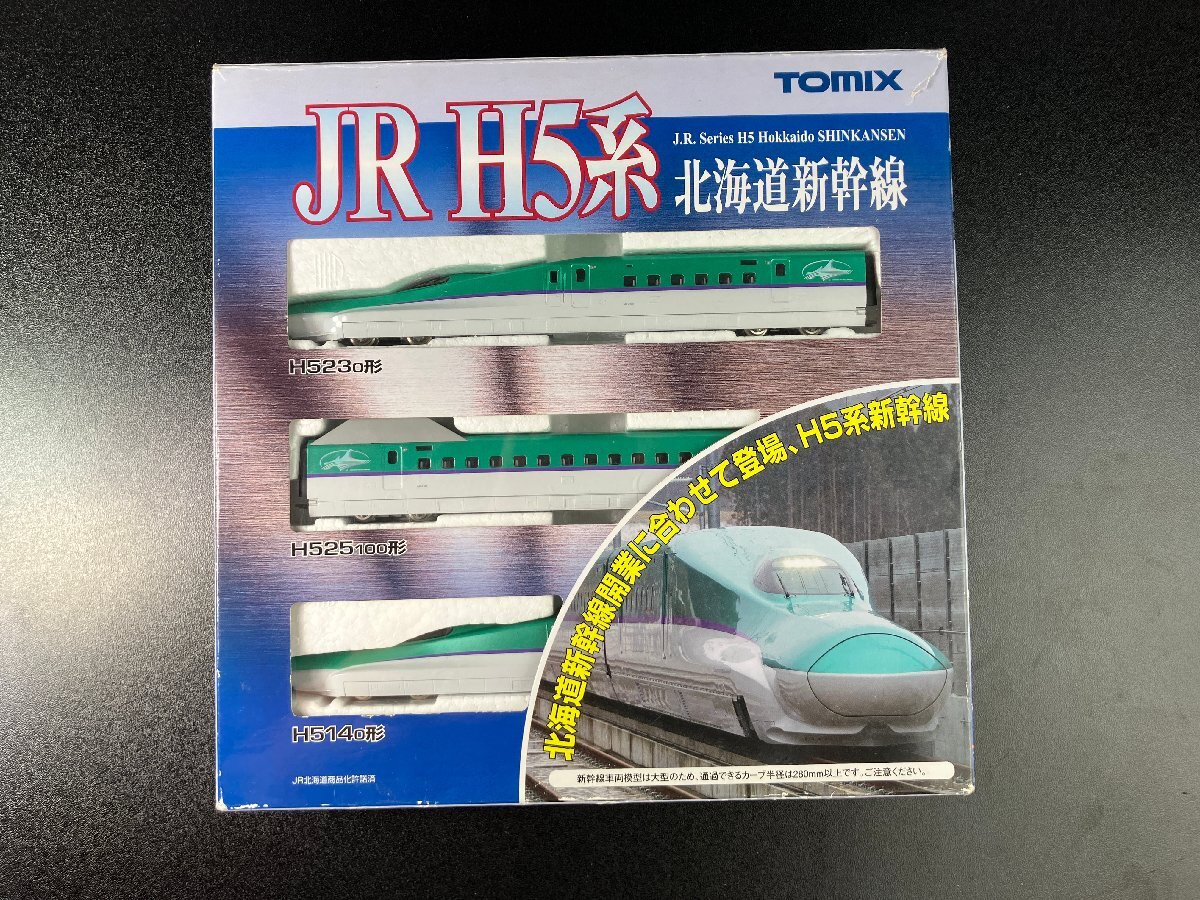 TOMIX
JR H5系
J.R. Series H5 Hokkaido SHINKANSEN
北海道新幹線
H5230形
H525100形
H5140形
北海道新幹線開業に合わせて登場、H5系新幹線
新幹線車両模型は大型のため、通過できるカーブ半径は280mm以上です。ご注意ください。
JR北海道商品化許諾済